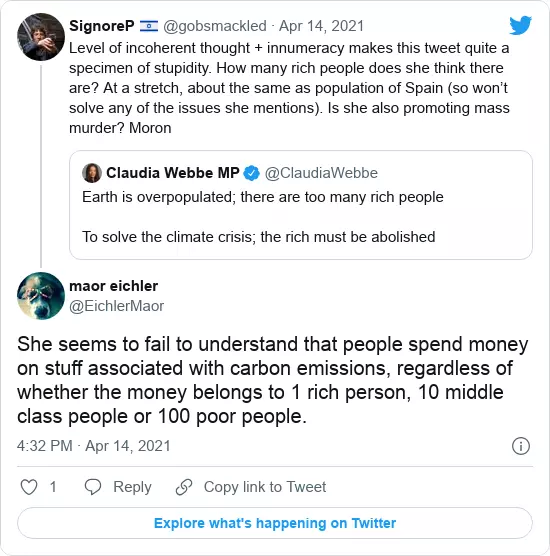 SignoreP 🇮🇱 @gobsmackled · Apr 14, 2021
Level of incoherent thought + innumeracy makes this tweet quite a
specimen of stupidity. How many rich people does she think there
are? At a stretch, about the same as population of Spain (so won’t
solve any of the issues she mentions). Is she also promoting mass
murder? Moron
Claudia Webbe MP @ClaudiaWebbe
Earth is overpopulated; there are too many rich people
To solve the climate crisis; the rich must be abolished
maor eichler
@EichlerMaor
She seems to fail to understand that people spend money
on stuff associated with carbon emissions, regardless of
whether the money belongs to 1 rich person, 10 middle
class people or 100 poor people.
4:32 PM · Apr 14, 2021
1 Reply Copy link to Tweet
Explore what's happening on Twitter